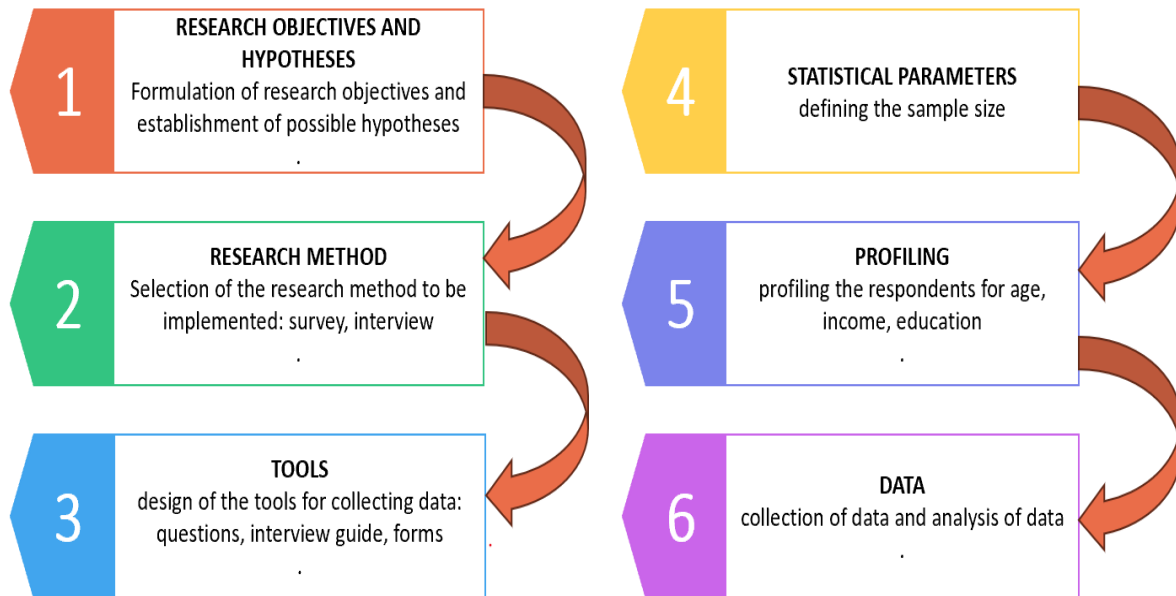 1
RESEARCH OBJECTIVES AND
HYPOTHESES
Formulation of research objectives and
establishment of possible hypotheses
.
2
RESEARCH METHOD
Selection of the research method to be
implemented: survey, interview
.
3
TOOLS
design of the tools for collecting data:
questions, interview guide, forms
.
.
4
STATISTICAL PARAMETERS
defining the sample size
5
PROFILING
profiling the respondents for age,
income, education
.
6
DATA
collection of data and analysis of data
.